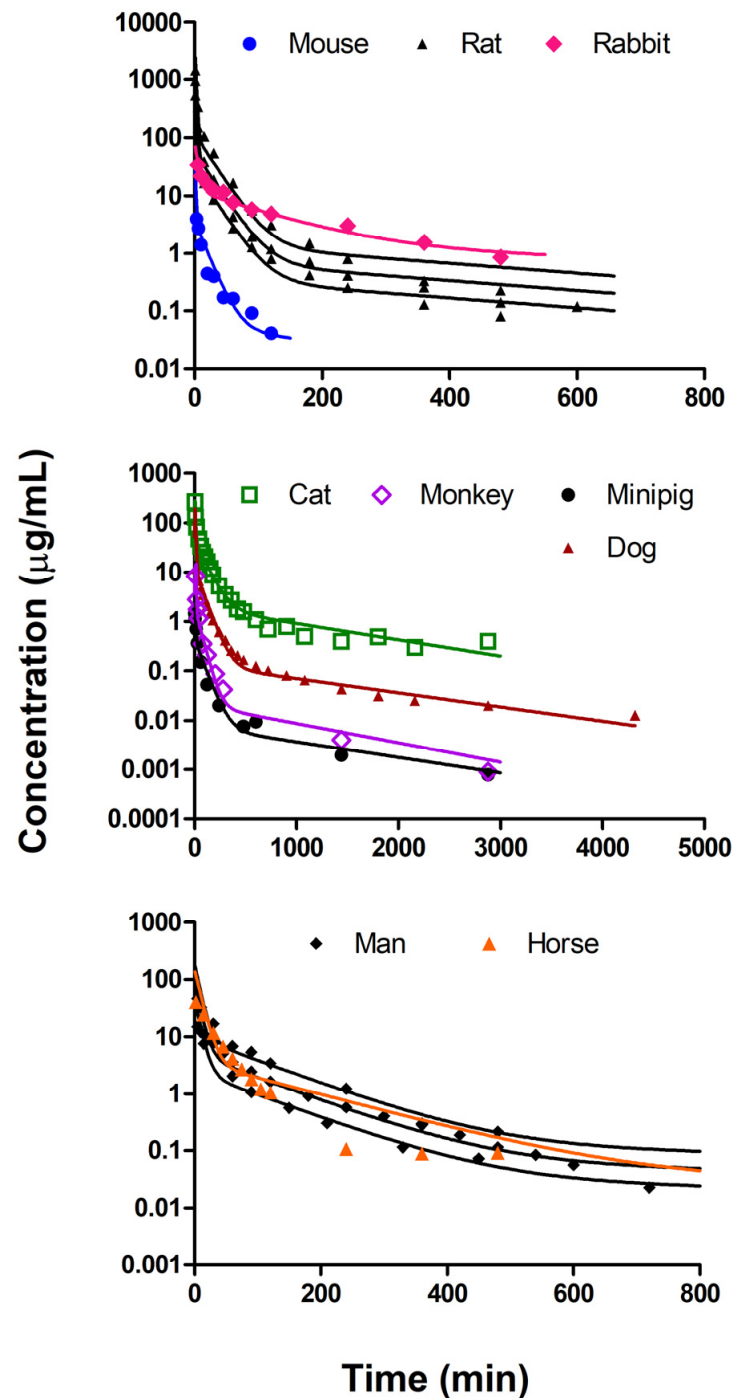 10000
1000
100
10
1
0.1
0.01
Mouse Rat Rabbit
0 200 400 600 800
Concentration (μg/mL)
1000
100
10
1
0.1
0.01
0.001
0.0001
Cat Monkey Minipig
Dog
0 1000 2000 3000 4000 5000
1000
100
10
1
0.1
0.01
0.001
Man Horse
0 200 400 600 800
Time (min)